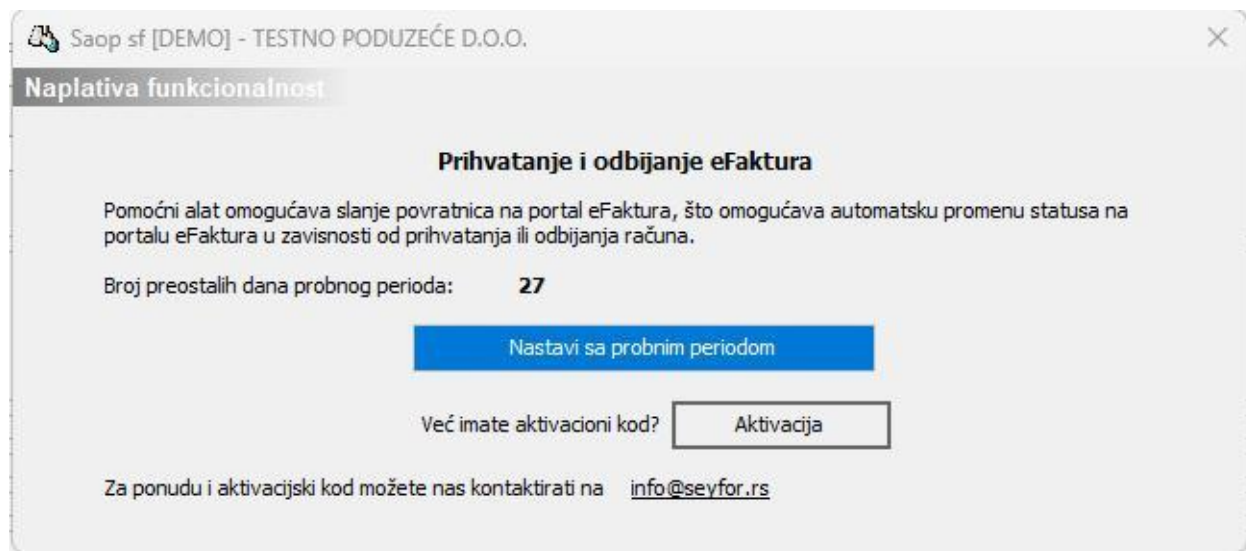 Saop sf [DEMO] - TESTNO PODUZEĆE D.O.O.
Naplativa funkcionalnost
Prihvatanje i odbijanje eFaktura
Pomoćni alat omogućava slanje povratnica na portal eFaktura, što omogućava automatsku promenu statusa na
portalu eFaktura u zavisnosti od prihvatanja ili odbijanja računa.
Broj preostalih dana probnog perioda: 27
Nastavi sa probnim periodom
Već imate aktivacioni kod? Aktivacija
Za ponudu i aktivacijski kod možete nas kontaktirati na info@seyfor.rs